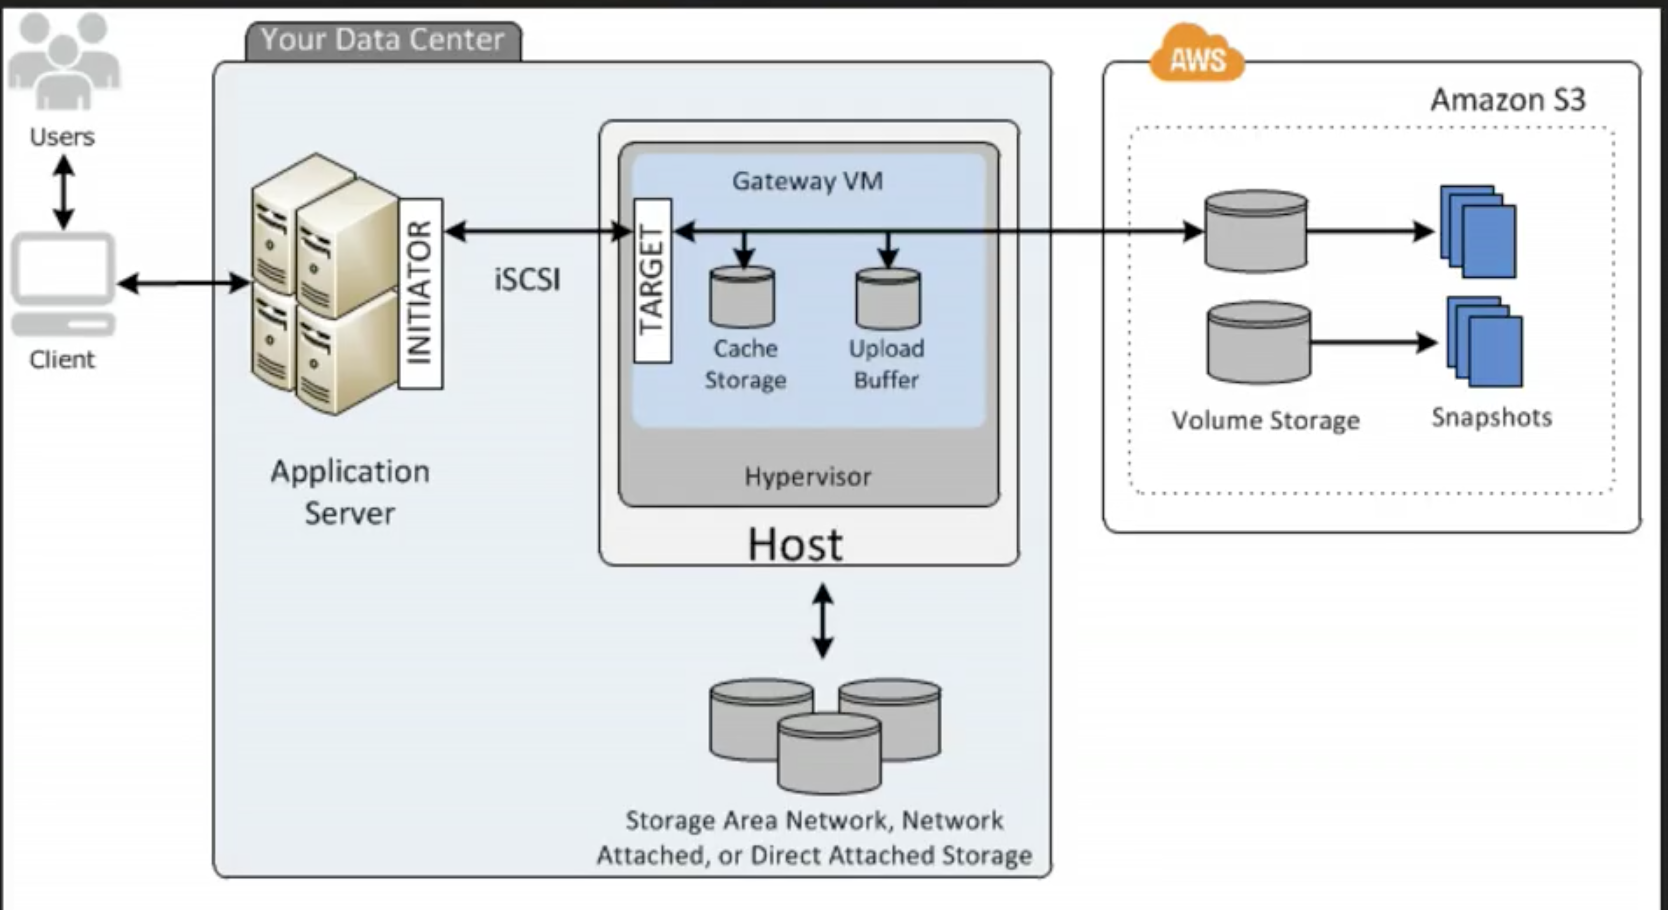 Your Data Center
AWS
Amazon S3
Users
Gateway VM
INITIATOR
TARGET
iSCSI
Client
Cache
Storage
Upload
Buffer
Volume Storage
Snapshots
Application
Server
Hypervisor
Host
Storage Area Network, Network
Attached, or Direct Attached Storage